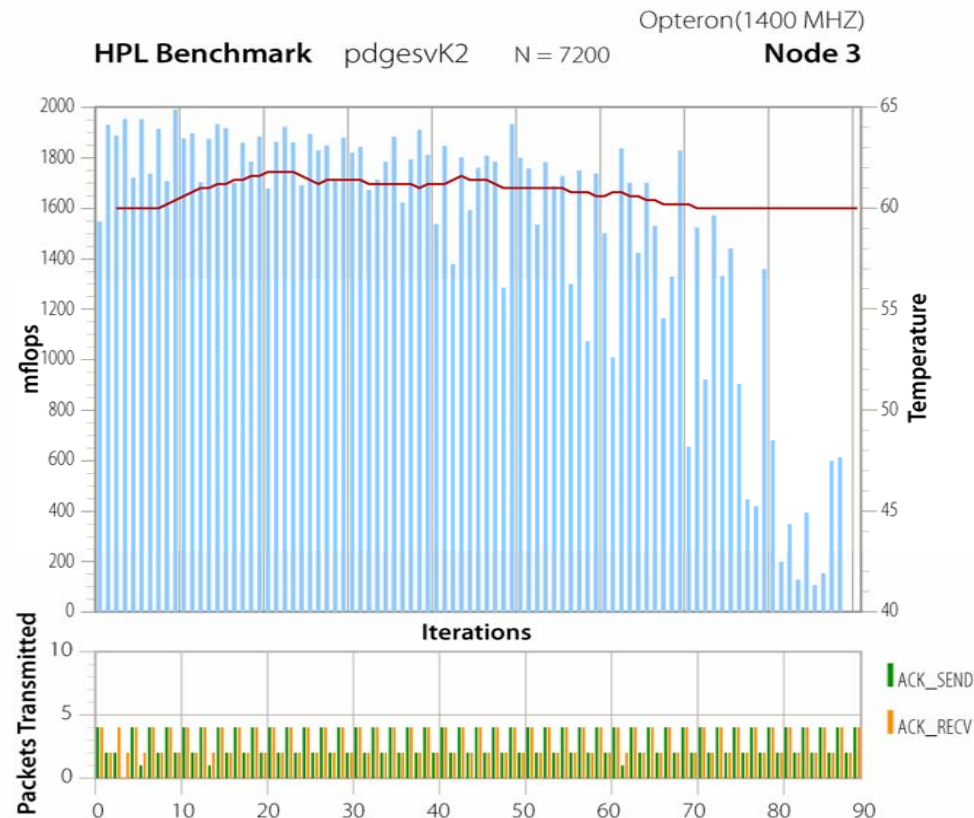 Opteron(1400 MHZ)
HPL Benchmark pdgesvK2 N = 7200 Node 3
2000
1800
1600
1400
1200
1000
800
600
400
200
0
mflops
65
60
55
50
45
40
Temperature
Iterations
10
5
0
Packets Transmitted
ACK_SEND
ACK_RECV
0 10 20 30 40 50 60 70 80 90